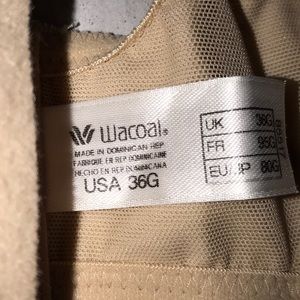 wacoal®
MADE IN DOMINICAN REP
FABRIQUE EN REP DOMINICAINE
HECHO EN REP DOMINICANA
USA 36G
UK 36G
FR 95G
EU/JP 80G